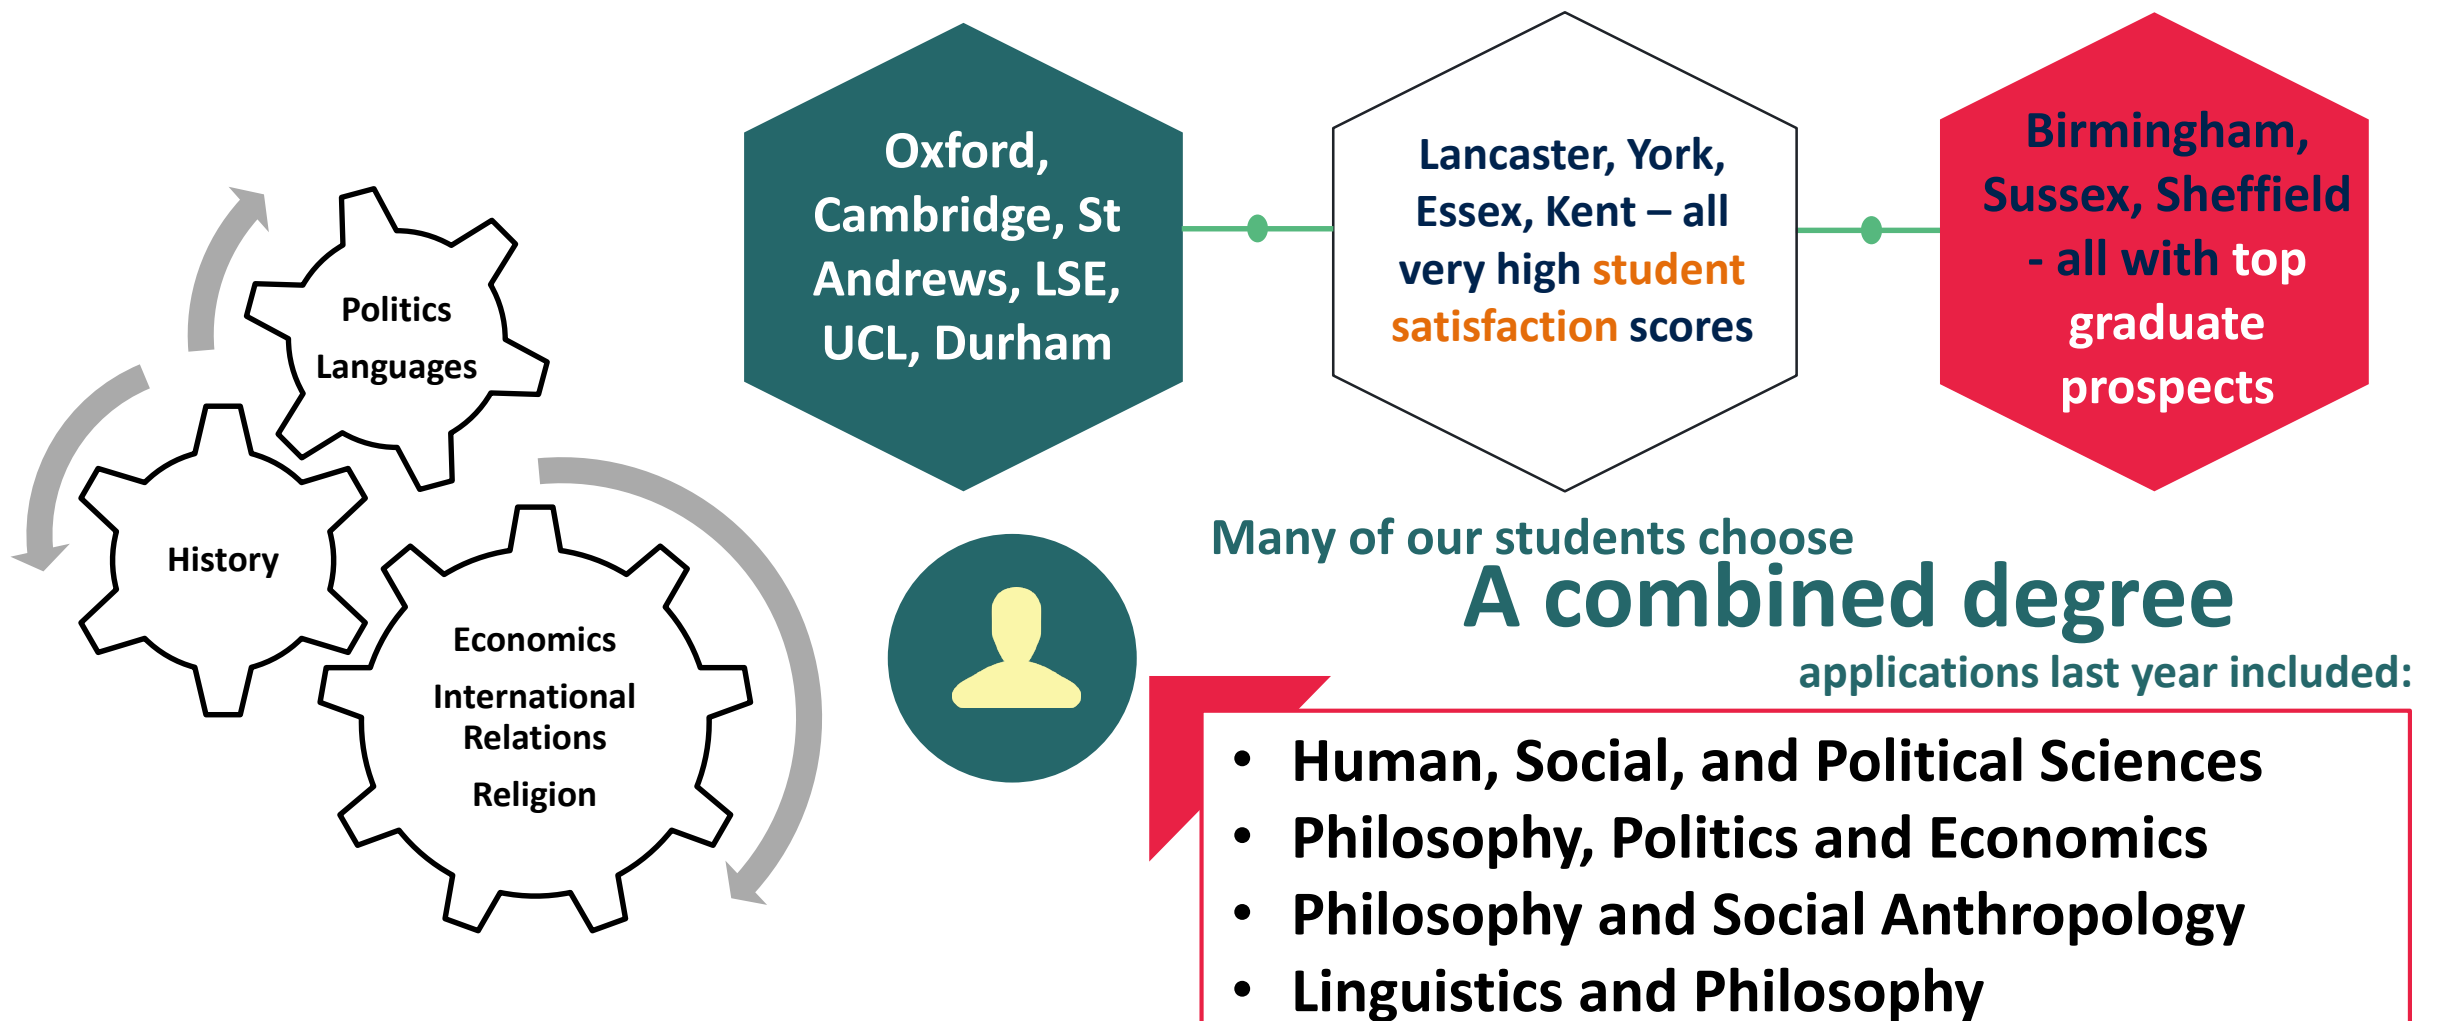 Politics
Languages
History
Economics
International
Relations
Religion
Oxford,
Cambridge, St
Andrews, LSE,
UCL, Durham
Lancaster, York,
Essex, Kent – all
very high student
satisfaction scores
Birmingham,
Sussex, Sheffield
- all with top
graduate
prospects
Many of our students choose
A combined degree
applications last year included:
• Human, Social, and Political Sciences
• Philosophy, Politics and Economics
• Philosophy and Social Anthropology
• Linguistics and Philosophy